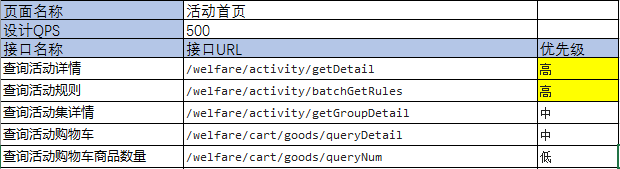 页面名称 活动首页
设计QPS 500
接口名称 接口URL 优先级
查询活动详情 /welfare/activity/getDetail 高
查询活动规则 /welfare/activity/batchGetRules 高
查询活动集详情 /welfare/activity/getGroupDetail 中
查询活动购物车 /welfare/cart/goods/queryDetail 中
查询活动购物车商品数量 /welfare/cart/goods/queryNum 低